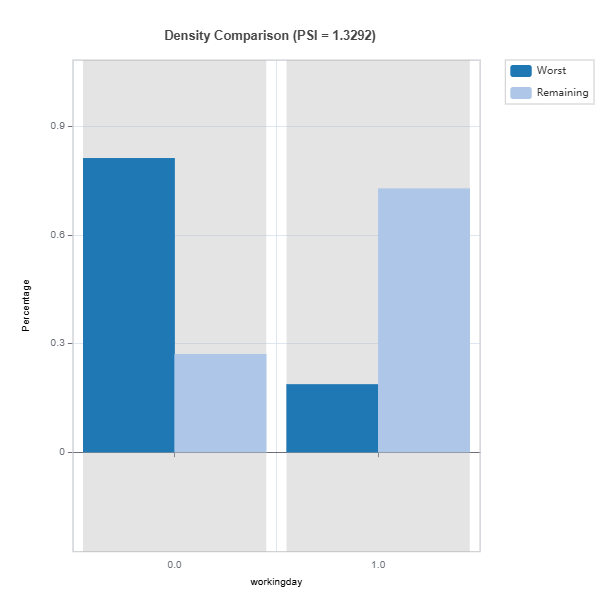 Density Comparison (PSI = 1.3292)
Worst
Remaining
0.9
0.6
0.3
0
Percentage
0.0
1.0
workingday